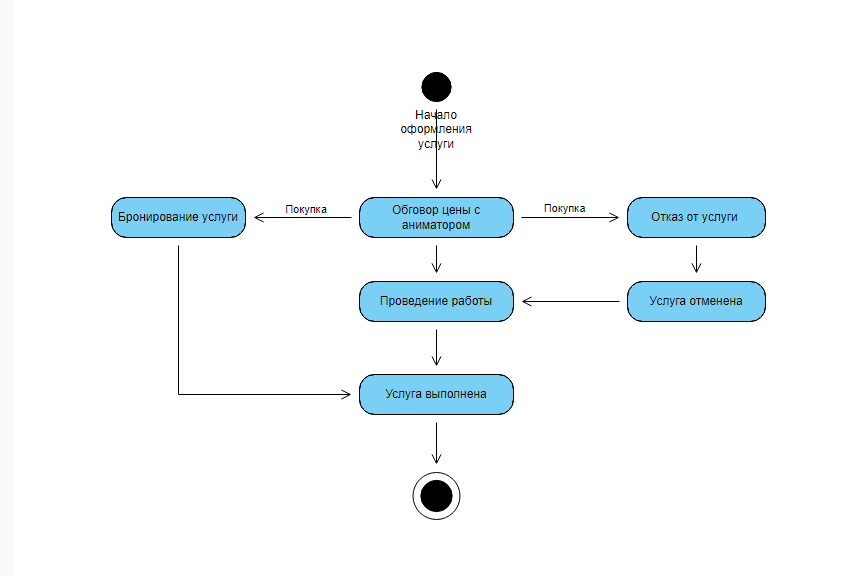 Начало
оформления
услуги
Бронирование услуги
Покупка
Обговор цены с
аниматором
Покупка
Отказ от услуги
Проведение работы
Услуга отменена
Услуга выполнена